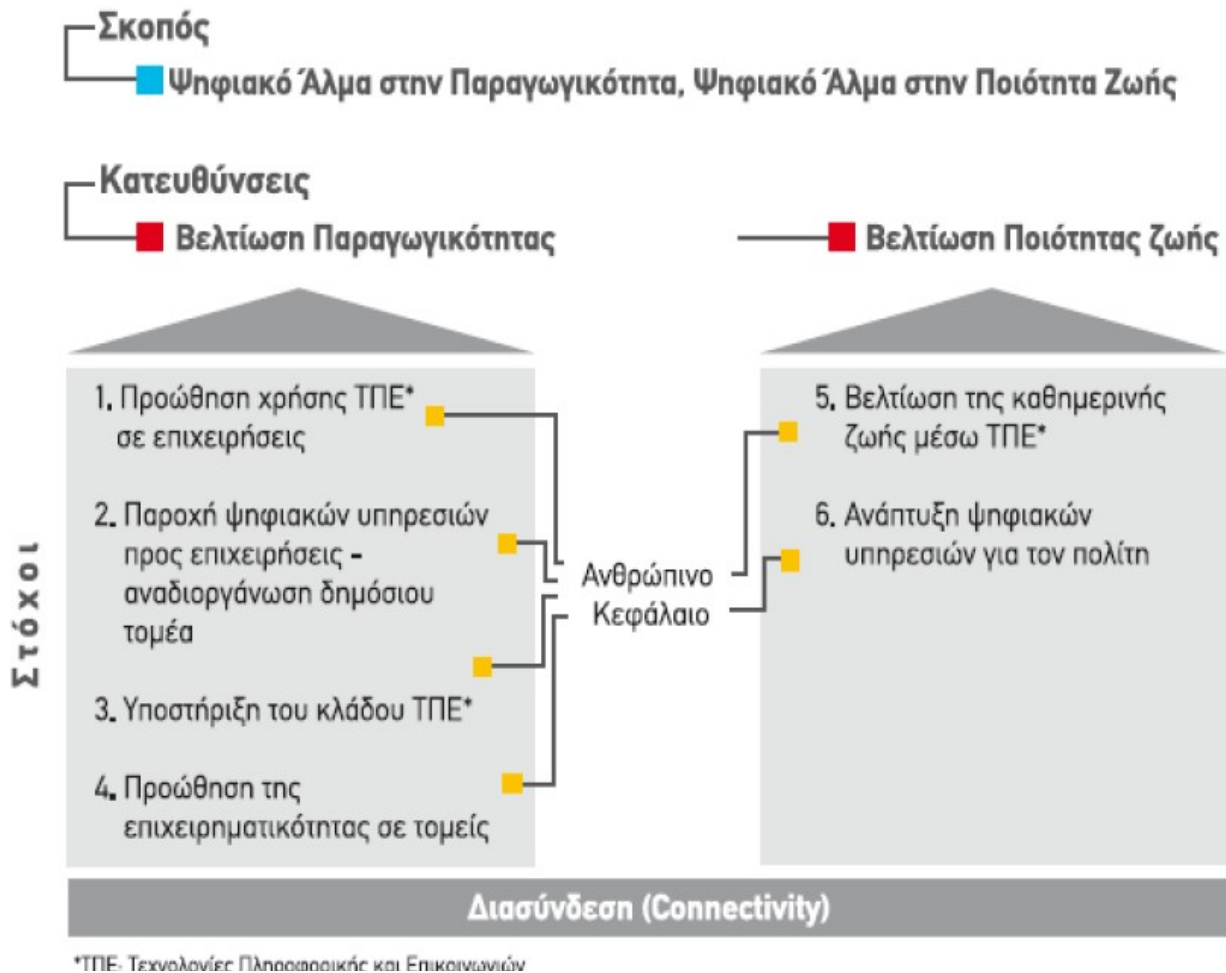 Σκοπός
Ψηφιακό Άλμα στην Παραγωγικότητα, Ψηφιακό Άλμα στην Ποιότητα Ζωής
Κατευθύνσεις
Βελτίωση Παραγωγικότητας
Βελτίωση Ποιότητας ζωής
Στόχοι
1. Προώθηση χρήσης ΤΠΕ*
σε επιχειρήσεις
2. Παροχή ψηφιακών υπηρεσιών
προς επιχειρήσεις -
αναδιοργάνωση δημόσιου
τομέα
3. Υποστήριξη του κλάδου ΤΠΕ*
4. Προώθηση της
επιχειρηματικότητας σε τομείς
Ανθρώπινο
Κεφάλαιο
5. Βελτίωση της καθημερινής
ζωής μέσω ΤΠΕ*
6. Ανάπτυξη ψηφιακών
υπηρεσιών για τον πολίτη
Διασύνδεση (Connectivity)
*ΤΠΕ: Τεχνολογίες Πληροφορικής και Επικοινωνιών